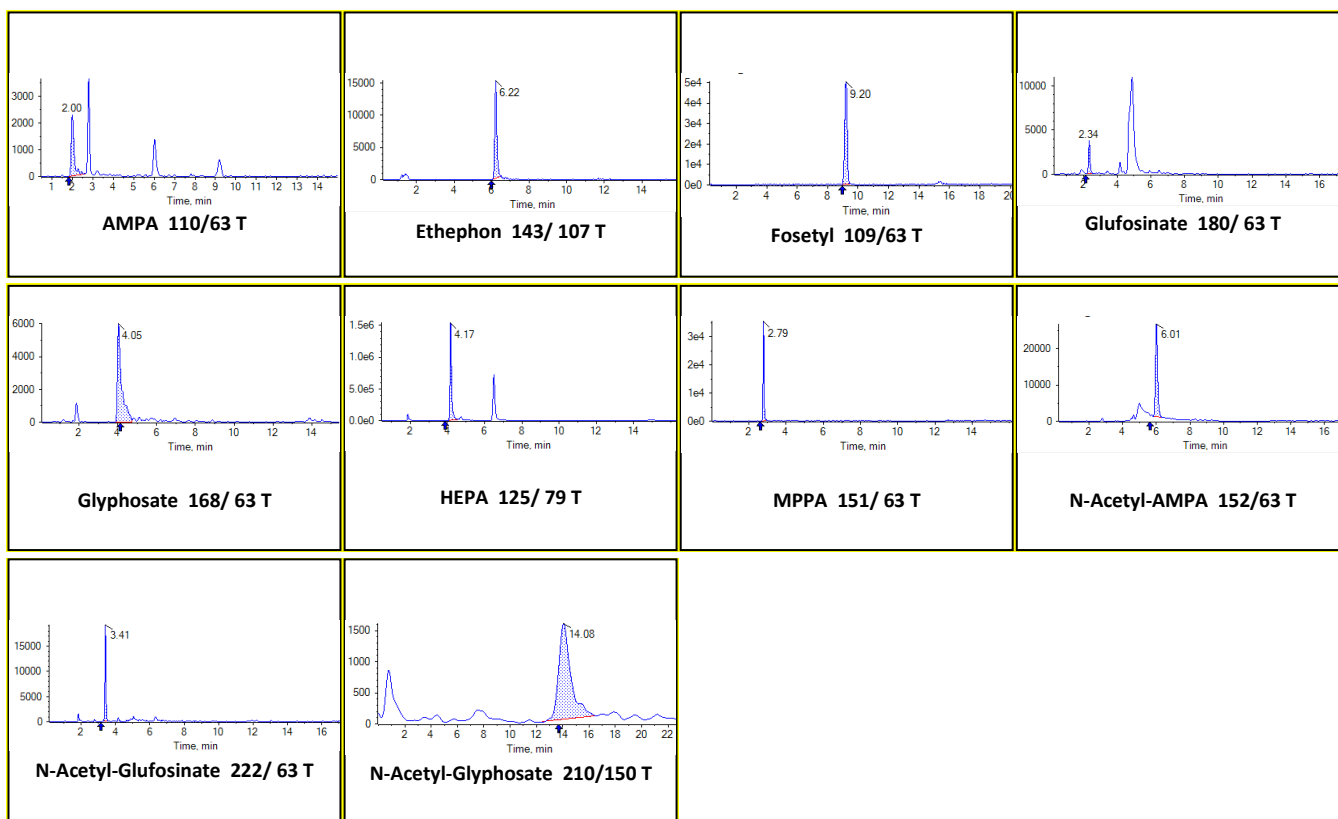 3000
2000
1000
0
2.00
1 2 3 4 5 6 7 8 9 10 11 12 13 14
Time, min
AMPA 110/63 T
15000
10000
5000
0
6.22
2 4 6 8 10 12 14
Time, min
Ethephon 143/ 107 T
5e4
4e4
3e4
2e4
1e4
0e0
9.20
2 4 6 8 10 12 14 16 18 20
Time, min
Fosetyl 109/63 T
10000
5000
0
2.34
2 4 6 8 10 12 14 16
Time, min
Glufosinate 180/ 63 T
6000
4000
2000
0
4.05
2 4 6 8 10 12 14
Time, min
Glyphosate 168/ 63 T
1.5e6
1.0e6
5.0e5
0.0e0
4.17
2 4 6 8 10 12 14
Time, min
HEPA 125/ 79 T
3e4
2e4
1e4
0e0
2.79
2 4 6 8 10 12 14
Time, min
MPPA 151/ 63 T
20000
10000
0
6.01
2 4 6 8 10 12 14 16
Time, min
N-Acetyl-AMPA 152/63 T
15000
10000
5000
0
3.41
2 4 6 8 10 12 14 16
Time, min
N-Acetyl-Glufosinate 222/ 63 T
1500
1000
500
0
14.08
2 4 6 8 10 12 14 16 18 20 22
Time, min
N-Acetyl-Glyphosate 210/150 T